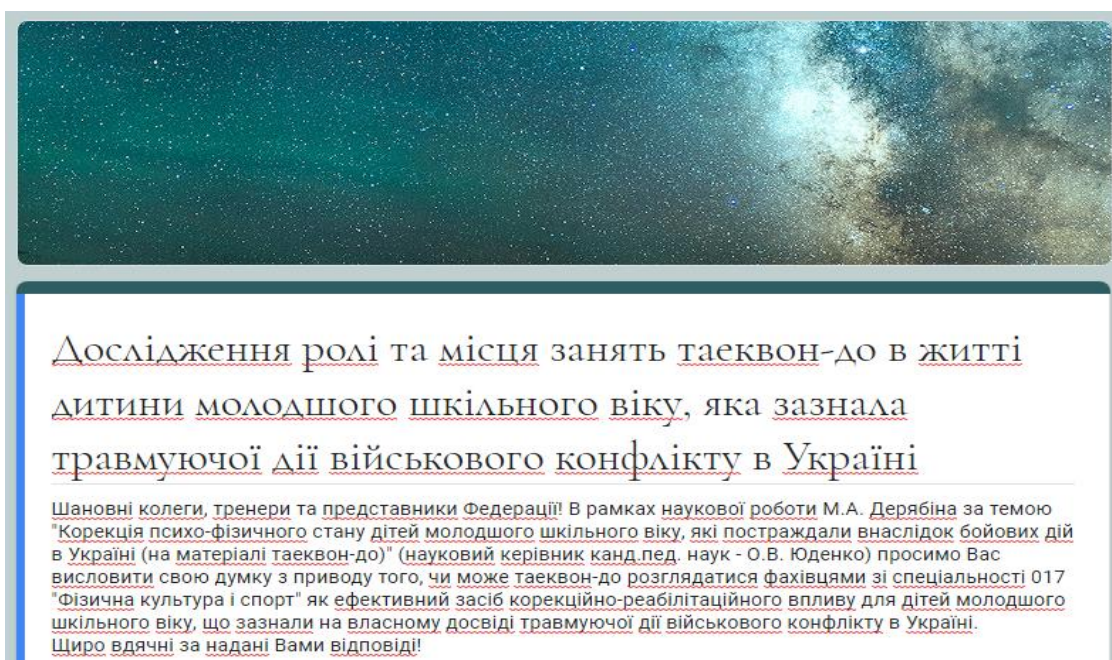 Дослідження ролі та місця занять таеквон-до в житті
дитини молодшого шкільного віку, яка зазнала
травмуючої дії військового конфлікту в Україні
Шановні колеги, тренери та представники Федерації! В рамках наукової роботи М.А. Дерябіна за темою
"Корекція психо-фізичного стану дітей молодшого шкільного віку, які постраждали внаслідок бойових дій
в Україні (на матеріалі таеквон-до)" (науковий керівник канд.пед. наук - О.В. Юденко) просимо Вас
висловити свою думку з приводу того, чи може таеквон-до розглядатися фахівцями зі спеціальності 017
"Фізична культура і спорт" як ефективний засіб корекційно-реабілітаційного впливу для дітей молодшого
шкільного віку, що зазнали на власному досвіді травмуючої дії військового конфлікту в Україні.
Щиро вдячні за надані Вами відповіді!